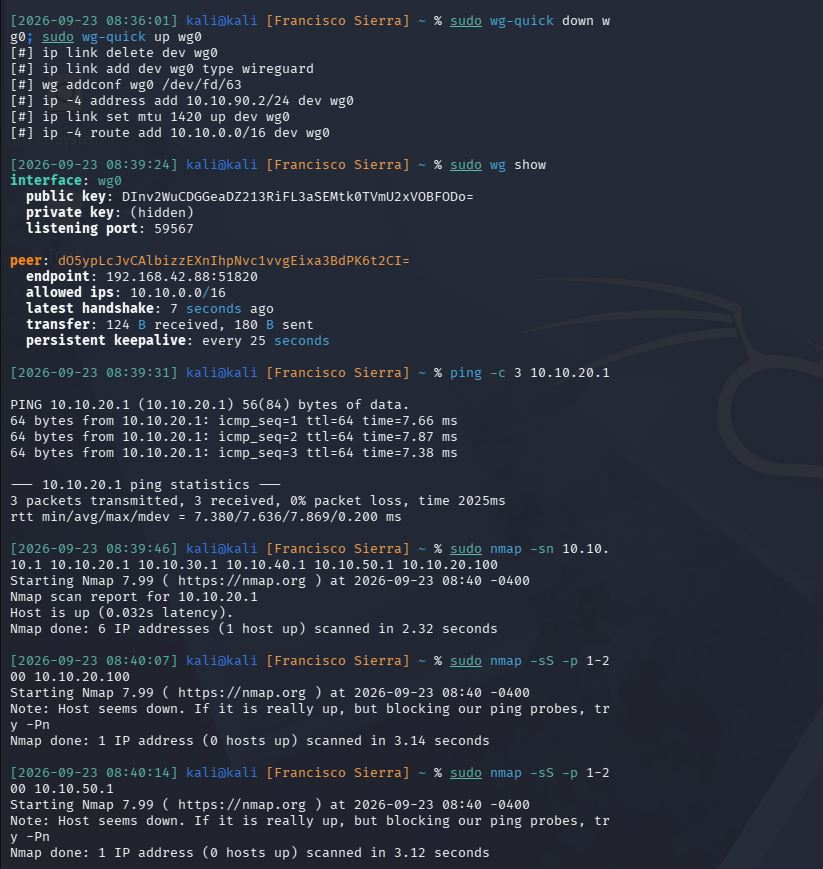 [2026-09-23 08:36:01] kali@kali [Francisco Sierra] ~ % sudo wg-quick down w
g0; sudo wg-quick up wg0
[#] ip link delete dev wg0
[#] ip link add dev wg0 type wireguard
[#] wg addconf wg0 /dev/fd/63
[#] ip -4 address add 10.10.90.2/24 dev wg0
[#] ip link set mtu 1420 up dev wg0
[#] ip -4 route add 10.10.0.0/16 dev wg0
[2026-09-23 08:39:24] kali@kali [Francisco Sierra] ~ % sudo wg show
interface: wg0
public key: DInv2WuCDGGeaDZ213RiFL3aSEMtk0TVmU2xVOBFODo=
private key: (hidden)
listening port: 59567
peer: dO5ypLcJvCAlbizzEXnIhpNvc1vvgEixa3BdPK6t2CI=
endpoint: 192.168.42.88:51820
allowed ips: 10.10.0.0/16
latest handshake: 7 seconds ago
transfer: 124 B received, 180 B sent
persistent keepalive: every 25 seconds
[2026-09-23 08:39:31] kali@kali [Francisco Sierra] ~ % ping -c 3 10.10.20.1
PING 10.10.20.1 (10.10.20.1) 56(84) bytes of data.
64 bytes from 10.10.20.1: icmp_seq=1 ttl=64 time=7.66 ms
64 bytes from 10.10.20.1: icmp_seq=2 ttl=64 time=7.87 ms
64 bytes from 10.10.20.1: icmp_seq=3 ttl=64 time=7.38 ms
--- 10.10.20.1 ping statistics ---
3 packets transmitted, 3 received, 0% packet loss, time 2025ms
rtt min/avg/max/mdev = 7.380/7.636/7.869/0.200 ms
[2026-09-23 08:39:46] kali@kali [Francisco Sierra] ~ % sudo nmap -sn 10.10.
10.1 10.10.20.1 10.10.30.1 10.10.40.1 10.10.50.1 10.10.20.100
Starting Nmap 7.99 ( https://nmap.org ) at 2026-09-23 08:40 -0400
Nmap scan report for 10.10.20.1
Host is up (0.032s latency).
Nmap done: 6 IP addresses (1 host up) scanned in 2.32 seconds
[2026-09-23 08:40:07] kali@kali [Francisco Sierra] ~ % sudo nmap -sS -p 1-2
00 10.10.20.100
Starting Nmap 7.99 ( https://nmap.org ) at 2026-09-23 08:40 -0400
Note: Host seems down. If it is really up, but blocking our ping probes, tr
y -Pn
Nmap done: 1 IP address (0 hosts up) scanned in 3.14 seconds
[2026-09-23 08:40:14] kali@kali [Francisco Sierra] ~ % sudo nmap -sS -p 1-2
00 10.10.50.1
Starting Nmap 7.99 ( https://nmap.org ) at 2026-09-23 08:40 -0400
Note: Host seems down. If it is really up, but blocking our ping probes, tr
y -Pn
Nmap done: 1 IP address (0 hosts up) scanned in 3.12 seconds